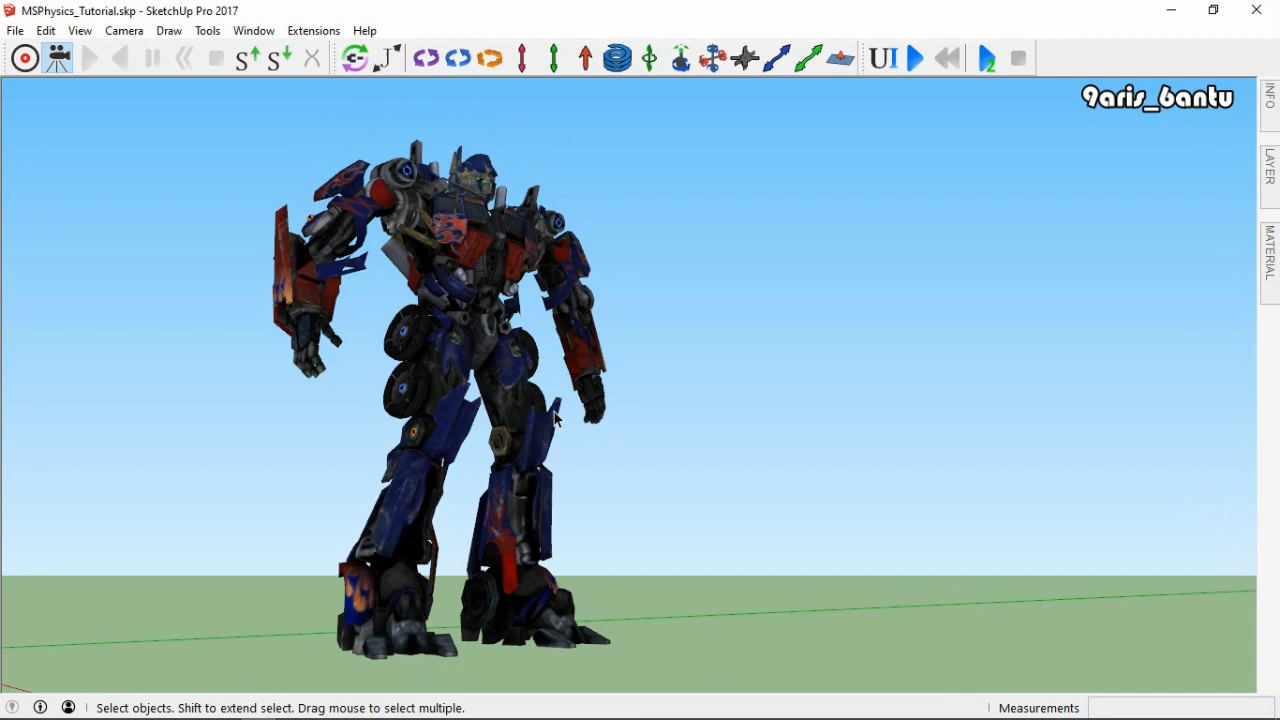 MSPhysics_Tutorial.skp - SketchUp Pro 2017
File Edit View Camera Draw Tools Window Extensions Help
S S J UI 2
9aris_6antu
INFO
LAYER
MATERIAL
Select objects. Shift to extend select. Drag mouse to select multiple.
Measurements